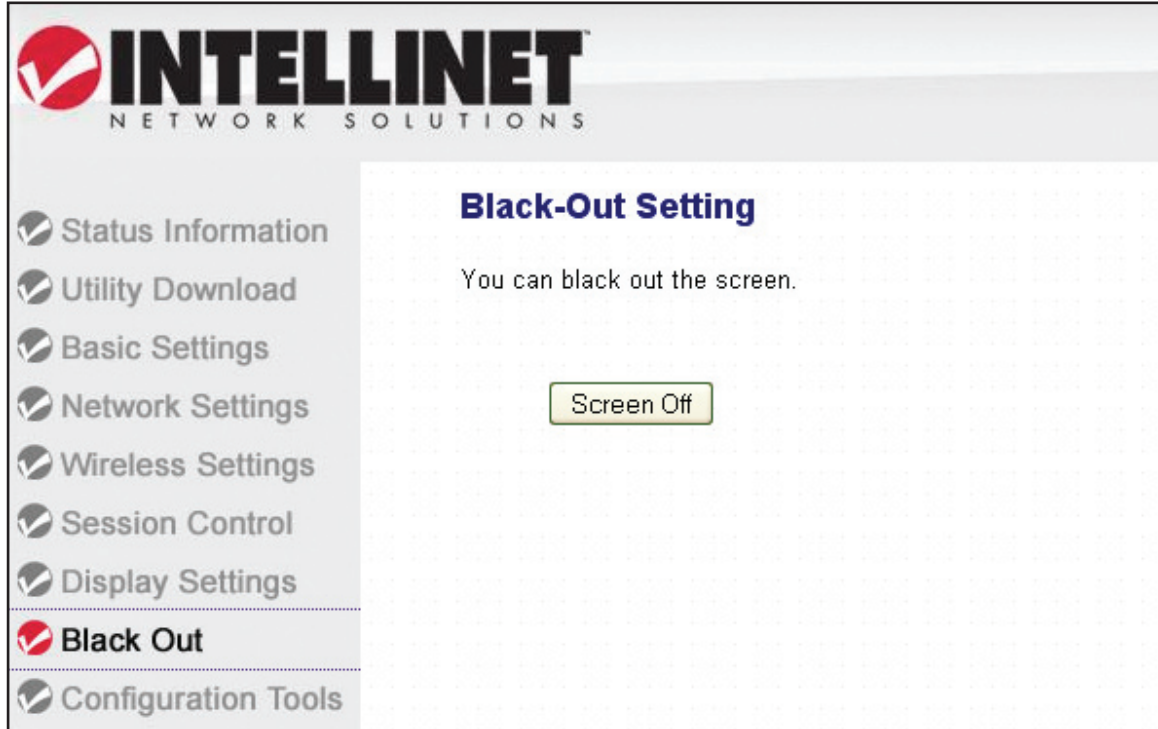 INTELLINET
NETWORK SOLUTIONS
Status Information
Utility Download
Basic Settings
Network Settings
Wireless Settings
Session Control
Display Settings
Black Out
Configuration Tools
Black-Out Setting
You can black out the screen.
Screen Off